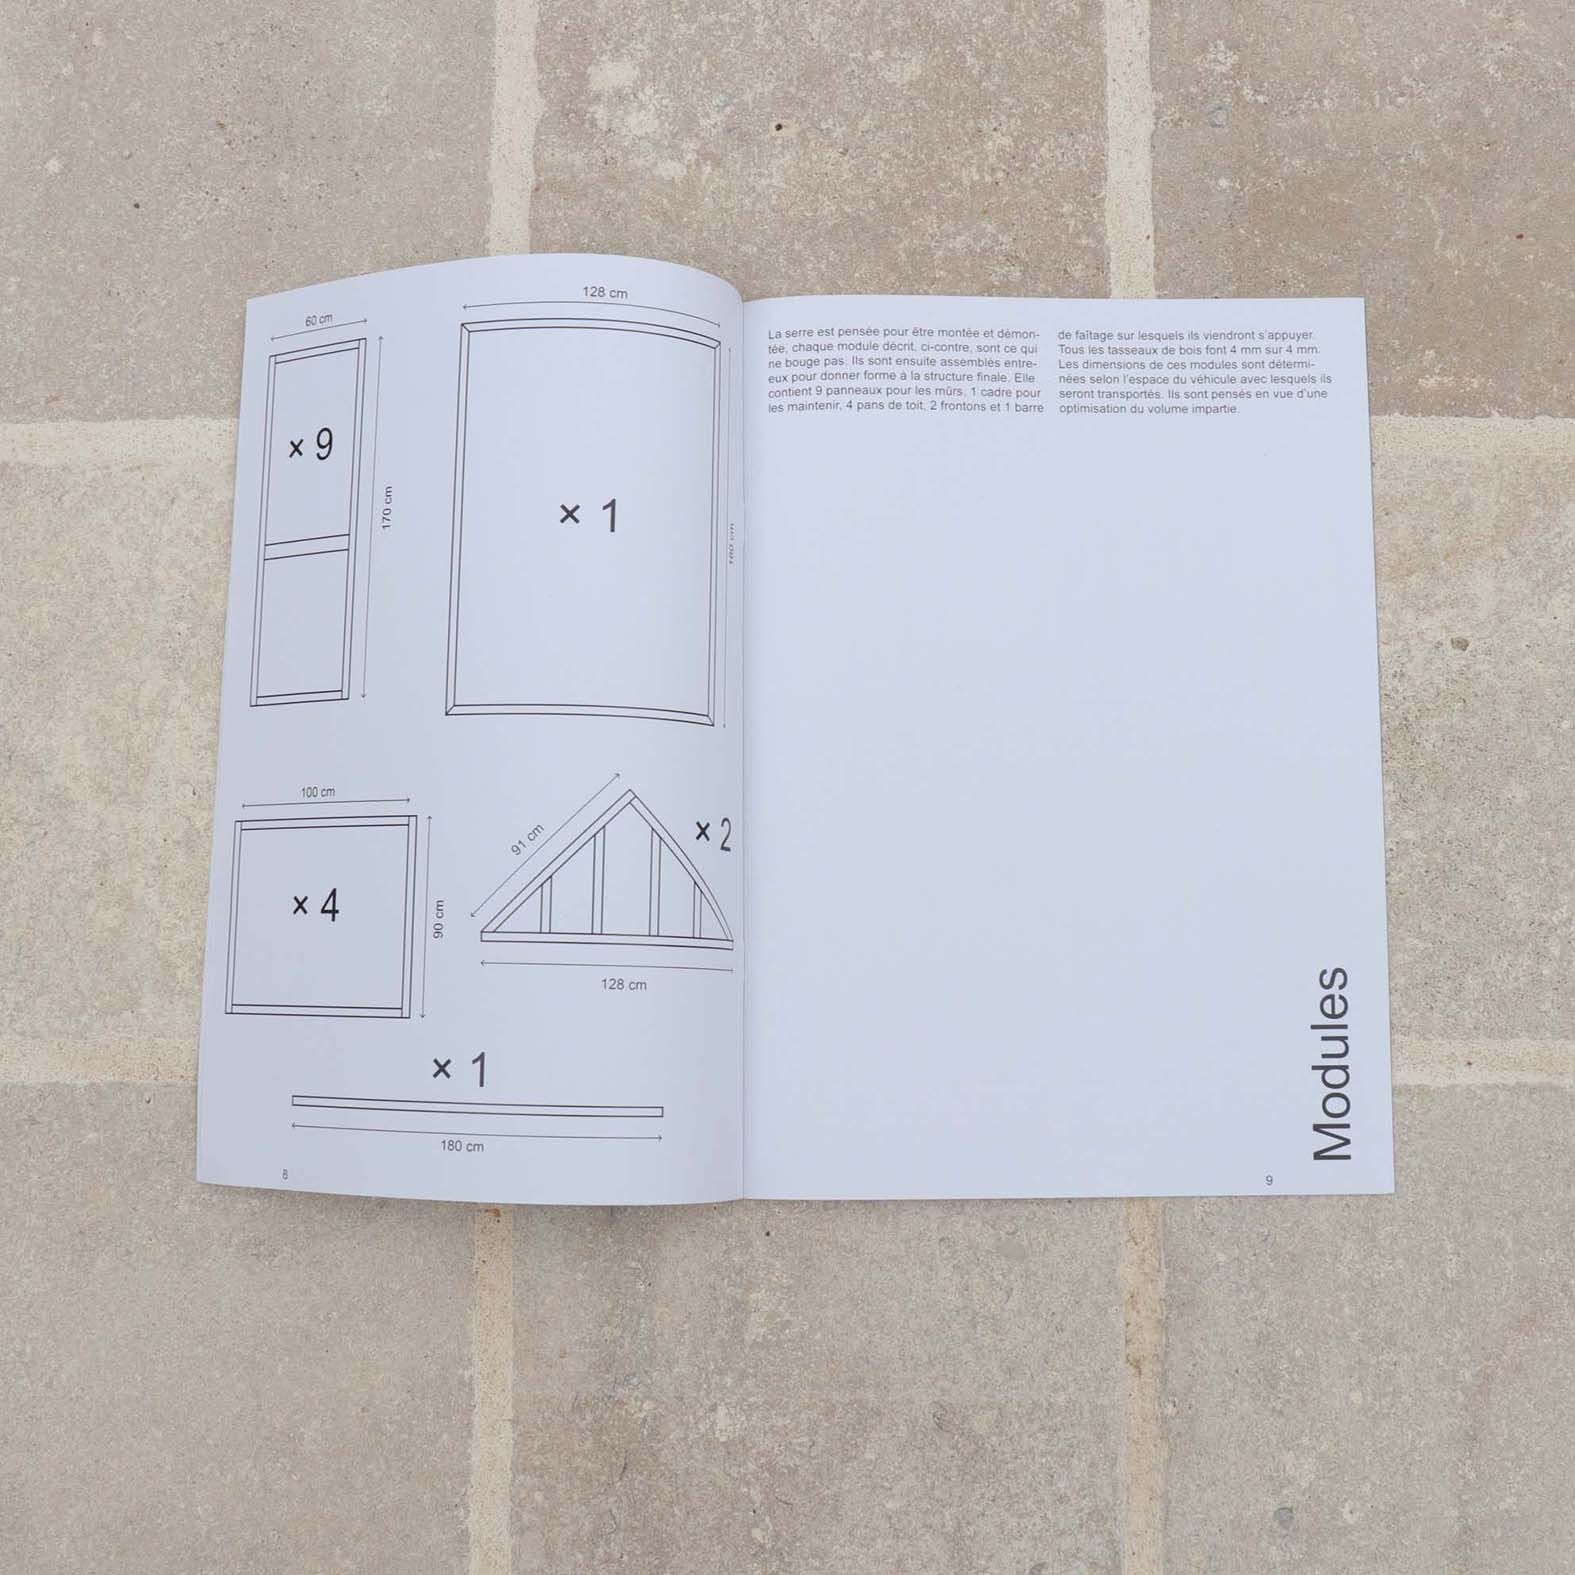 128 cm
60 cm
× 9
170 cm
× 1
180 cm
100 cm
× 4
90 cm
91 cm
× 2
128 cm
× 1
180 cm
8
La serre est pensée pour être montée et démon-
tée, chaque module décrit, ci-contre, sont ce qui
ne bouge pas. Ils sont ensuite assemblés entre-
eux pour donner forme à la structure finale. Elle
contient 9 panneaux pour les mûrs, 1 cadre pour
les maintenir, 4 pans de toit, 2 frontons et 1 barre
de faîtage sur lesquels ils viendront s'appuyer.
Tous les tasseaux de bois font 4 mm sur 4 mm.
Les dimensions de ces modules sont détermi-
nées selon l'espace du véhicule avec lesquels ils
seront transportés. Ils sont pensés en vue d'une
optimisation du volume impartie.
Modules
9